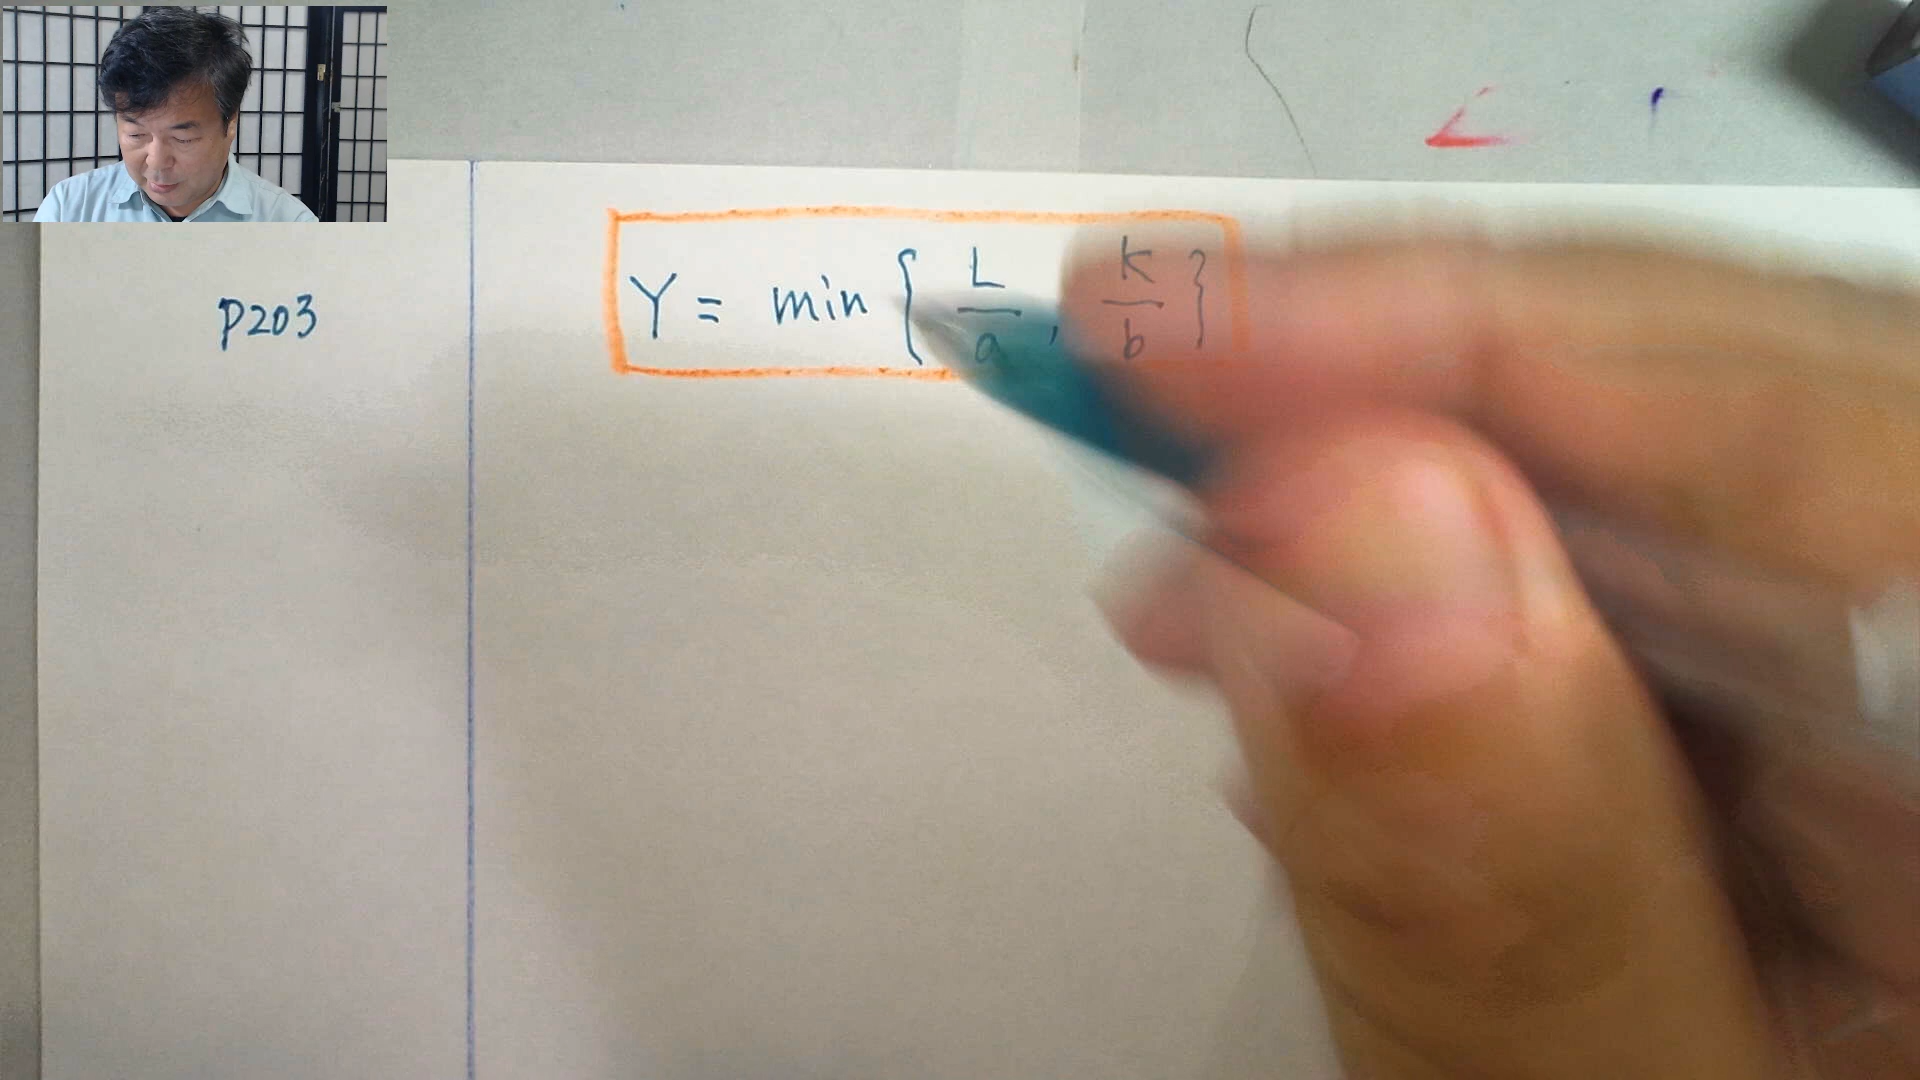 p203
Y = min { L/a , K/b }